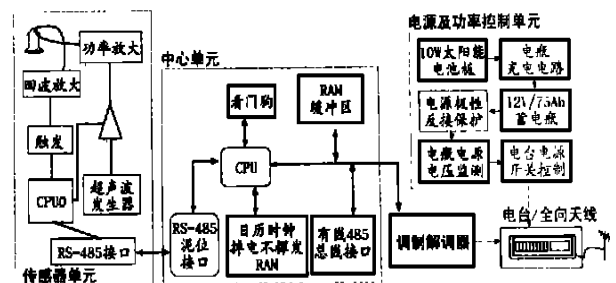 功率放大
回波放大
触发
CPU0
超声波
发生器
RS-485接口
传感器单元
中心单元
看门狗
RAM
缓冲区
CPU
RS-485
泥位
接口
日历时钟
掉电不挥发
RAM
有线485
总线接口
调制解调器
电源及功率控制单元
10W太阳能
电池板
电瓶
充电电路
电源极性
反接保护
12V/75Ah
蓄电瓶
电瓶电源
电压监测
电台电源
开关控制
电台/全向天线